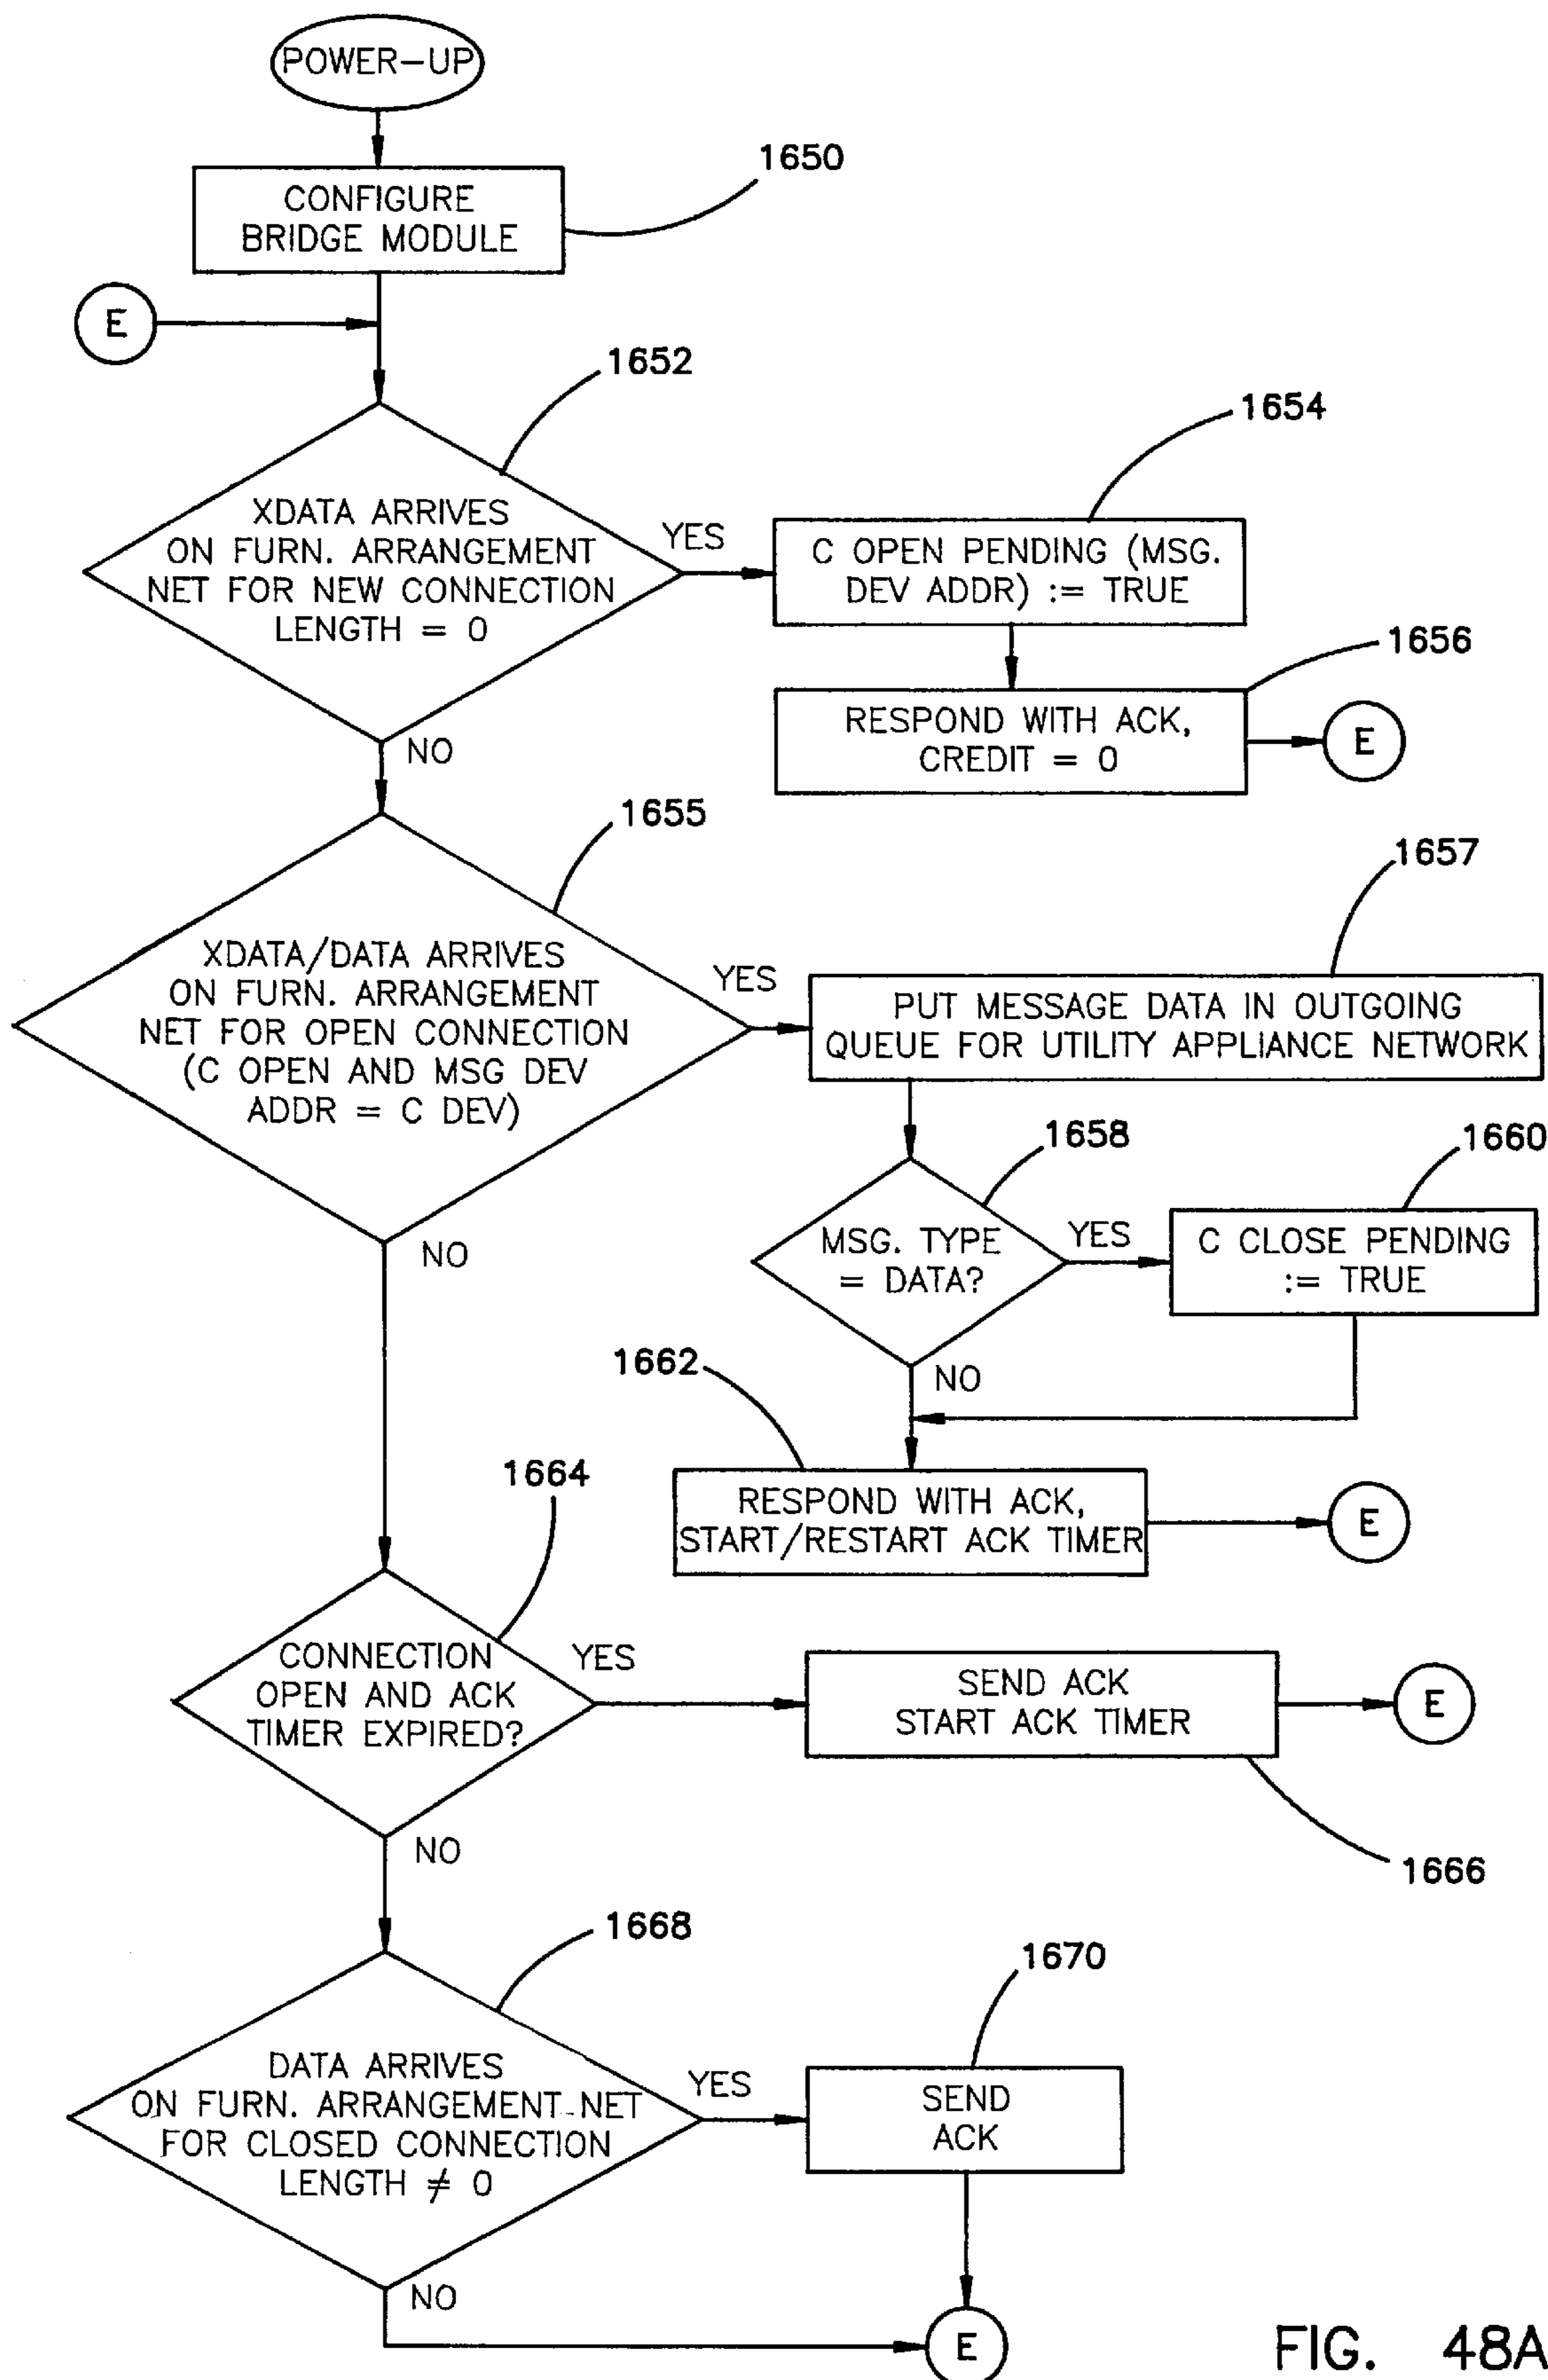 POWER-UP
1650
CONFIGURE
BRIDGE MODULE
E
1652
1654
XDATA ARRIVES
ON FURN. ARRANGEMENT
NET FOR NEW CONNECTION
LENGTH = 0
YES
C OPEN PENDING (MSG.
DEV ADDR) := TRUE
1656
RESPOND WITH ACK,
CREDIT = 0
E
NO
1655
1657
XDATA/DATA ARRIVES
ON FURN. ARRANGEMENT
NET FOR OPEN CONNECTION
(C OPEN AND MSG DEV
ADDR = C DEV)
YES
PUT MESSAGE DATA IN OUTGOING
QUEUE FOR UTILITY APPLIANCE NETWORK
1658
1660
MSG. TYPE
= DATA?
YES
C CLOSE PENDING
:= TRUE
NO
1662
NO
RESPOND WITH ACK,
START/RESTART ACK TIMER
E
1664
CONNECTION
OPEN AND ACK
TIMER EXPIRED?
YES
SEND ACK
START ACK TIMER
E
1666
NO
1668
1670
DATA ARRIVES
ON FURN. ARRANGEMENT NET
FOR CLOSED CONNECTION
LENGTH ≠ 0
YES
SEND
ACK
NO
E
FIG. 48A